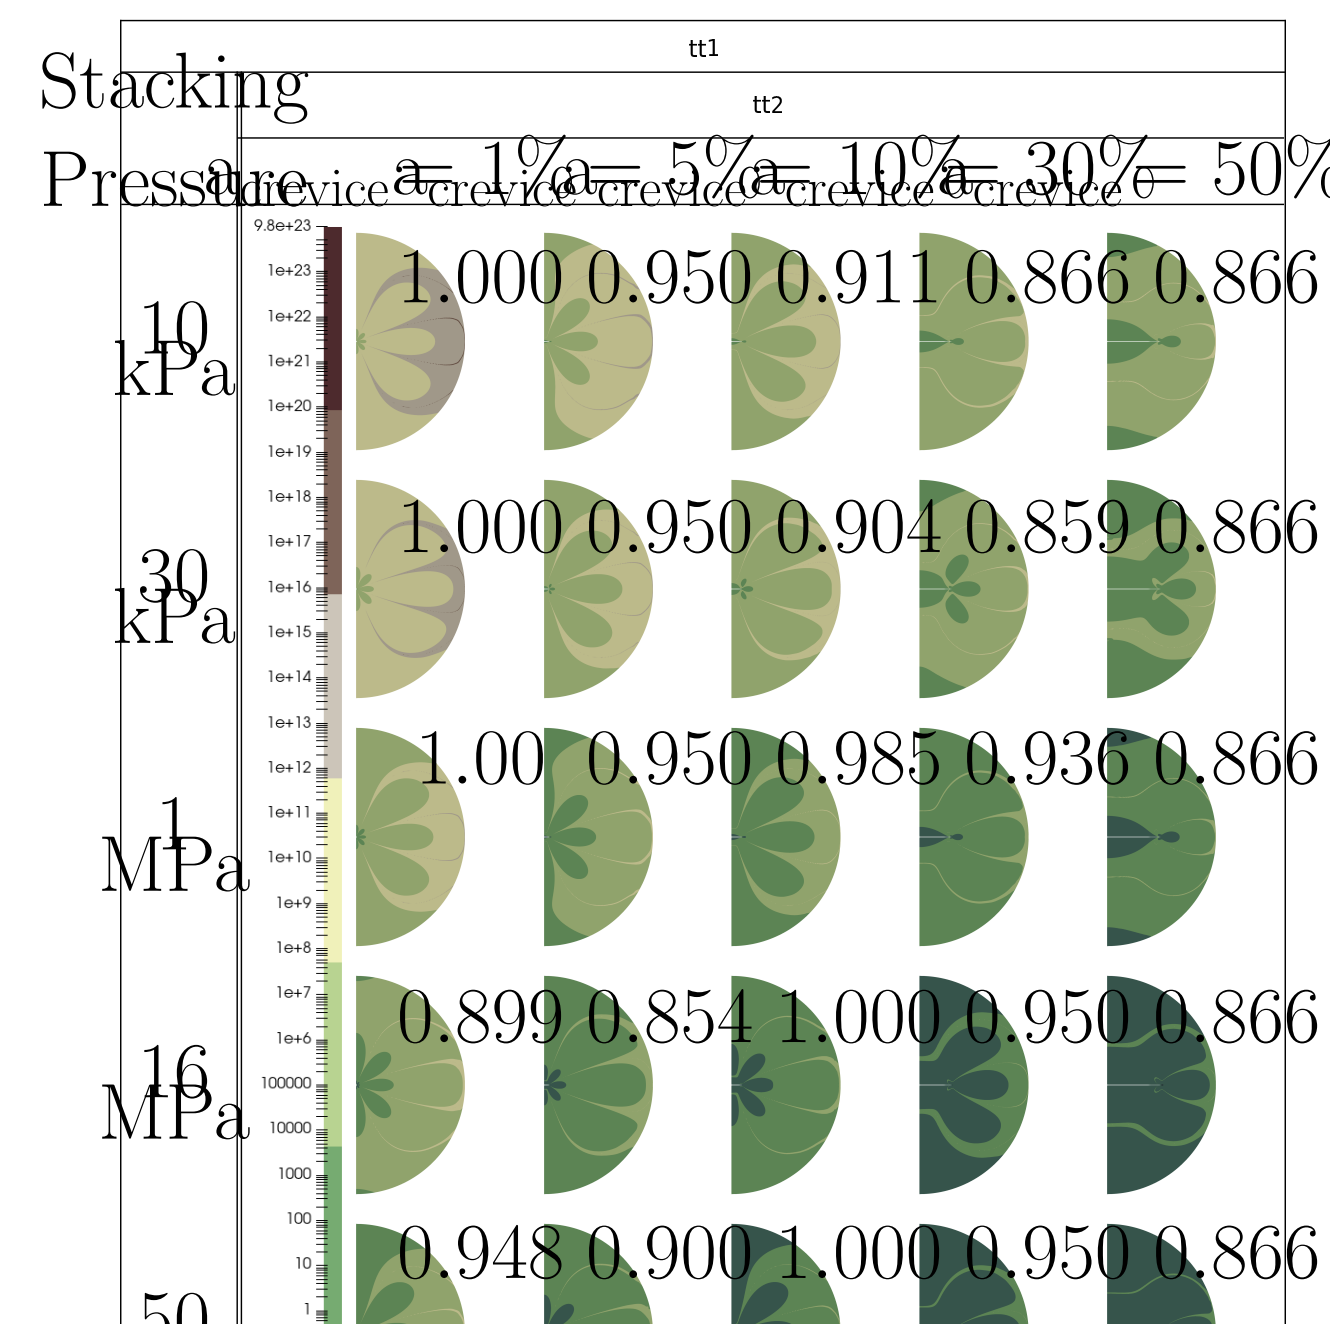 tt1
Stacking
tt2
Pressure
a crevice = 1% a crevice = 5% a crevice = 10% a crevice = 30% a crevice = 50%
9.8e+23
1e+23
1e+22
1e+21
1e+20
1e+19
1e+18
1e+17
1e+16
1e+15
1e+14
1e+13
1e+12
1e+11
1e+10
1e+9
1e+8
1e+7
1e+6
100000
10000
1000
100
10
1
10
kPa
1.000 0.950 0.911 0.866 0.866
30
kPa
1.000 0.950 0.904 0.859 0.866
1
MPa
1.00 0.950 0.985 0.936 0.866
16
MPa
0.899 0.854 1.000 0.950 0.866
50
0.948 0.900 1.000 0.950 0.866